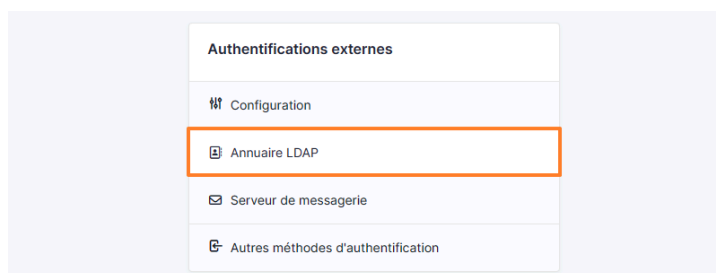 Authentifications externes
Configuration
Annuaire LDAP
Serveur de messagerie
Autres méthodes d'authentification